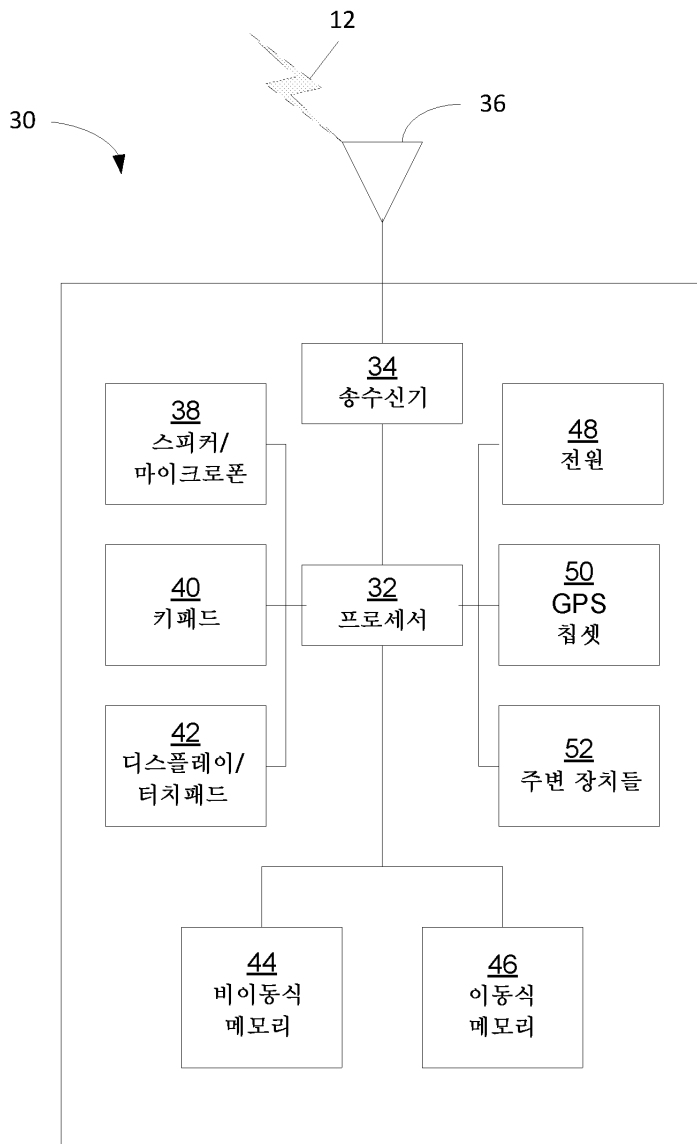 12
30
36
34
송수신기
38
스피커/
마이크로폰
48
전원
40
키패드
32
프로세서
50
GPS
칩셋
42
디스플레이/
터치패드
52
주변 장치들
44
비이동식
메모리
46
이동식
메모리